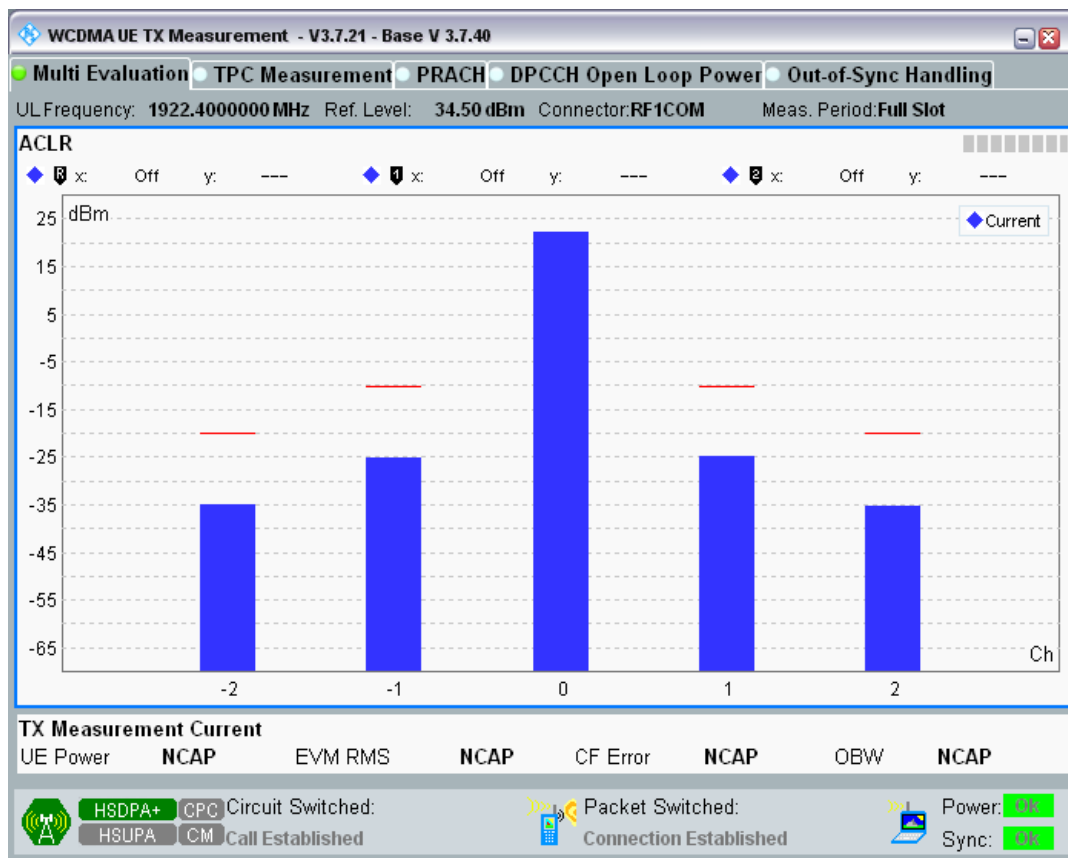 WCDMA UE TX Measurement - V3.7.21 - Base V 3.7.40
Multi Evaluation TPC Measurement PRACH DPCCH Open Loop Power Out-of-Sync Handling
UL Frequency: 1922.4000000 MHz Ref. Level: 34.50 dBm Connector:RF1COM Meas. Period:Full Slot
ACLR
R x: Off y: --- 1 x: Off y: --- 2 x: Off y: ---
dBm
Current
25
15
5
-5
-15
-25
-35
-45
-55
-65
Ch
-2 -1 0 1 2
TX Measurement Current
UE Power NCAP EVM RMS NCAP CF Error NCAP OBW NCAP
HSDPA+ CPC Circuit Switched: Packet Switched: Power: OK
HSUPA CM Call Established Connection Established Sync: OK